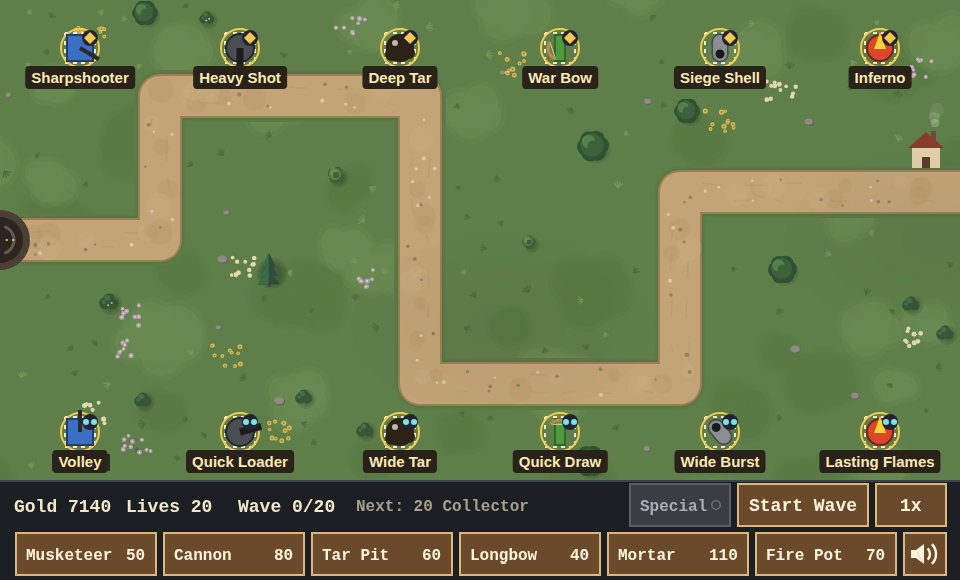 Sharpshooter Heavy Shot Deep Tar War Bow Siege Shell Inferno
Volley Quick Loader Wide Tar Quick Draw Wide Burst Lasting Flames
Gold 7140 Lives 20 Wave 0/20 Next: 20 Collector Special Start Wave 1x
Musketeer 50 Cannon 80 Tar Pit 60 Longbow 40 Mortar 110 Fire Pot 70